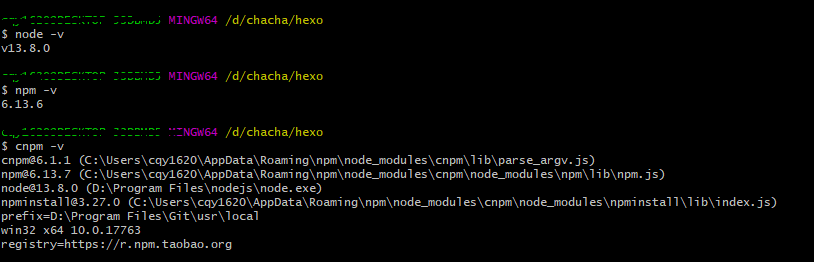 MINGW64 /d/chacha/hexo
$ node -v
v13.8.0
MINGW64 /d/chacha/hexo
$ npm -v
6.13.6
MINGW64 /d/chacha/hexo
$ cnpm -v
cnpm@6.1.1 (C:\Users\cqy1620\AppData\Roaming\npm\node_modules\cnpm\lib\parse_argv.js)
npm@6.13.7 (C:\Users\cqy1620\AppData\Roaming\npm\node_modules\cnpm\node_modules\npm\lib\npm.js)
node@13.8.0 (D:\Program Files\nodejs\node.exe)
npminstall@3.27.0 (C:\Users\cqy1620\AppData\Roaming\npm\node_modules\cnpm\node_modules\npminstall\lib\index.js)
prefix=D:\Program Files\Git\usr\local
win32 x64 10.0.17763
registry=https://r.npm.taobao.org